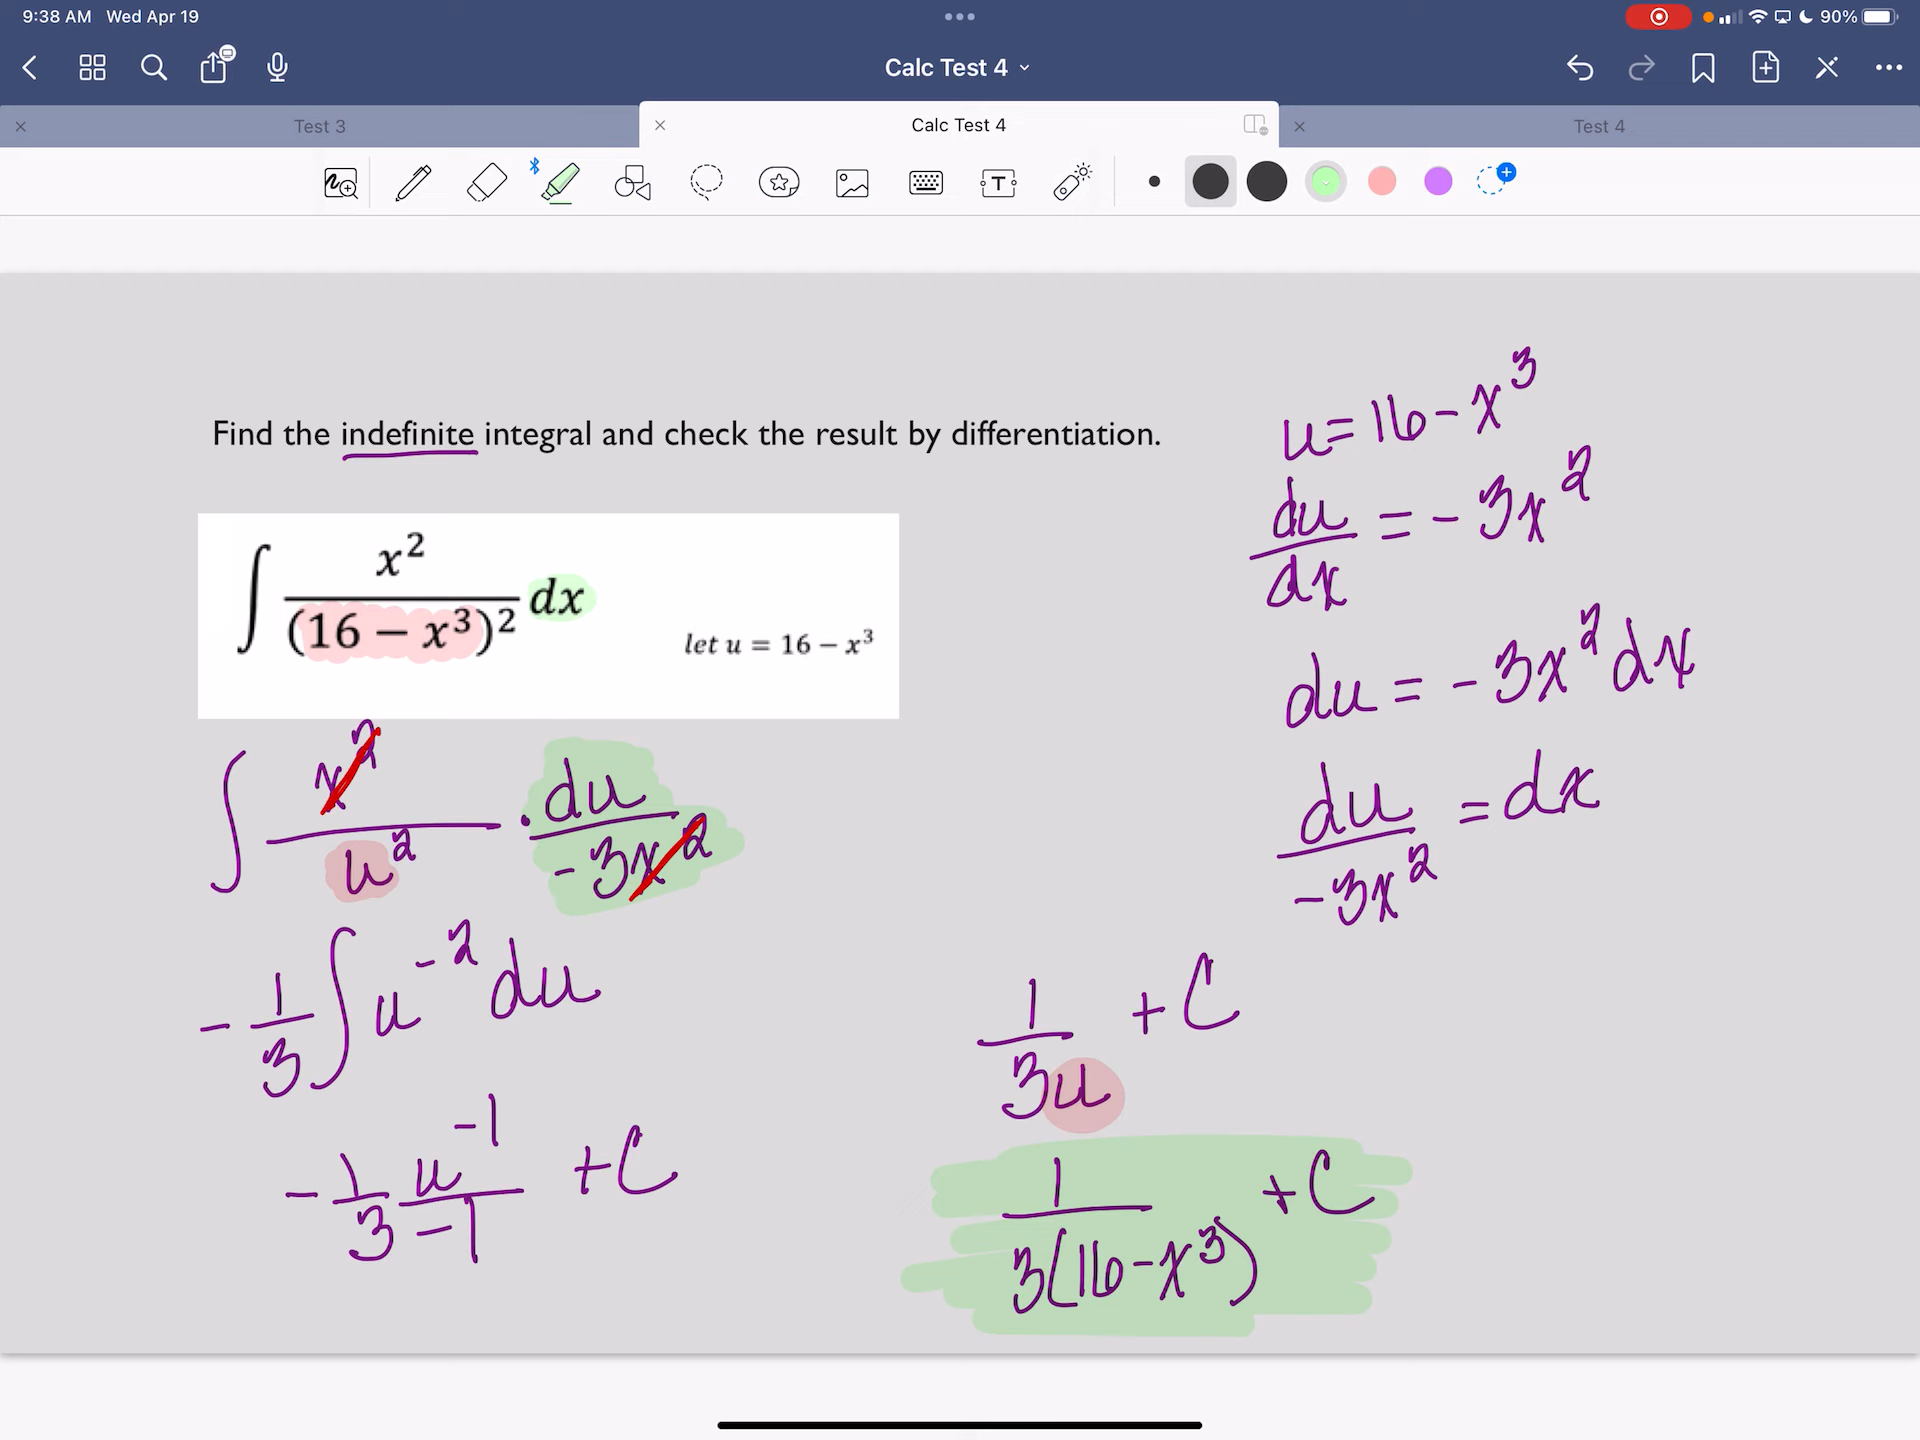 9:38 AM Wed Apr 19
90%
Calc Test 4
Test 3
Calc Test 4
Test 4
T
Find the indefinite integral and check the result by differentiation.
∫ x² / (16 − x³)² dx
let u = 16 − x³
u = 16 - x³
du/dx = -3x²
du = -3x² dx
du/-3x² = dx
∫ x²/u² · du/-3x²
-1/3 ∫ u⁻² du
-1/3 u⁻¹/-1 + C
1/3u + C
1/3(16-x³) + C